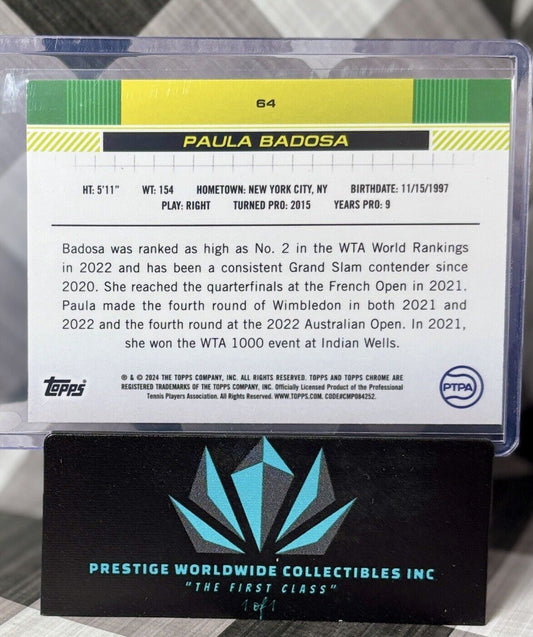 64
PAULA BADOSA
HT: 5'11" WT: 154 HOMETOWN: NEW YORK CITY, NY BIRTHDATE: 11/15/1997
PLAY: RIGHT TURNED PRO: 2015 YEARS PRO: 9
Badosa was ranked as high as No. 2 in the WTA World Rankings
in 2022 and has been a consistent Grand Slam contender since
2020. She reached the quarterfinals at the French Open in 2021.
Paula made the fourth round of Wimbledon in both 2021 and
2022 and the fourth round at the 2022 Australian Open. In 2021,
she won the WTA 1000 event at Indian Wells.
® & © 2024 THE TOPPS COMPANY, INC. ALL RIGHTS RESERVED. TOPPS AND TOPPS CHROME ARE
REGISTERED TRADEMARKS OF THE TOPPS COMPANY, INC. Officially Licensed Product of the Professional
Tennis Players Association. All Rights Reserved. WWW.TOPPS.COM. CODE#CMP084252.
TOPPS
PTPA
PRESTIGE WORLDWIDE COLLECTIBLES INC
"THE FIRST CLASS"
1 of 1